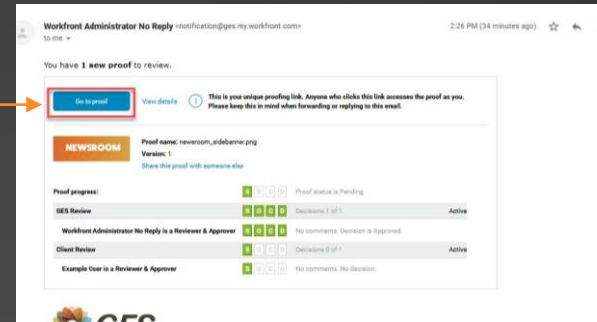 Workfront Administrator No Reply <notification@ges.my.workfront.com> 2:26 PM (34 minutes ago)
to me
You have 1 new proof to review.
Go to proof View details i This is your unique proofing link. Anyone who clicks this link accesses the proof as you.
Please keep this in mind when forwarding or replying to this email.
NEWSROOM
Proof name: newsroom_sidebanner.png
Version: 1
Share this proof with someone else
Proof progress: S O C D Proof status is Pending
GES Review S O C D Decisions 1 of 1 Active
Workfront Administrator No Reply is a Reviewer & Approver S O C D No comments. Decision is Approved.
Client Review S O C D Decisions 0 of 1 Active
Example User is a Reviewer & Approver S O C D No comments. No decision.
GES